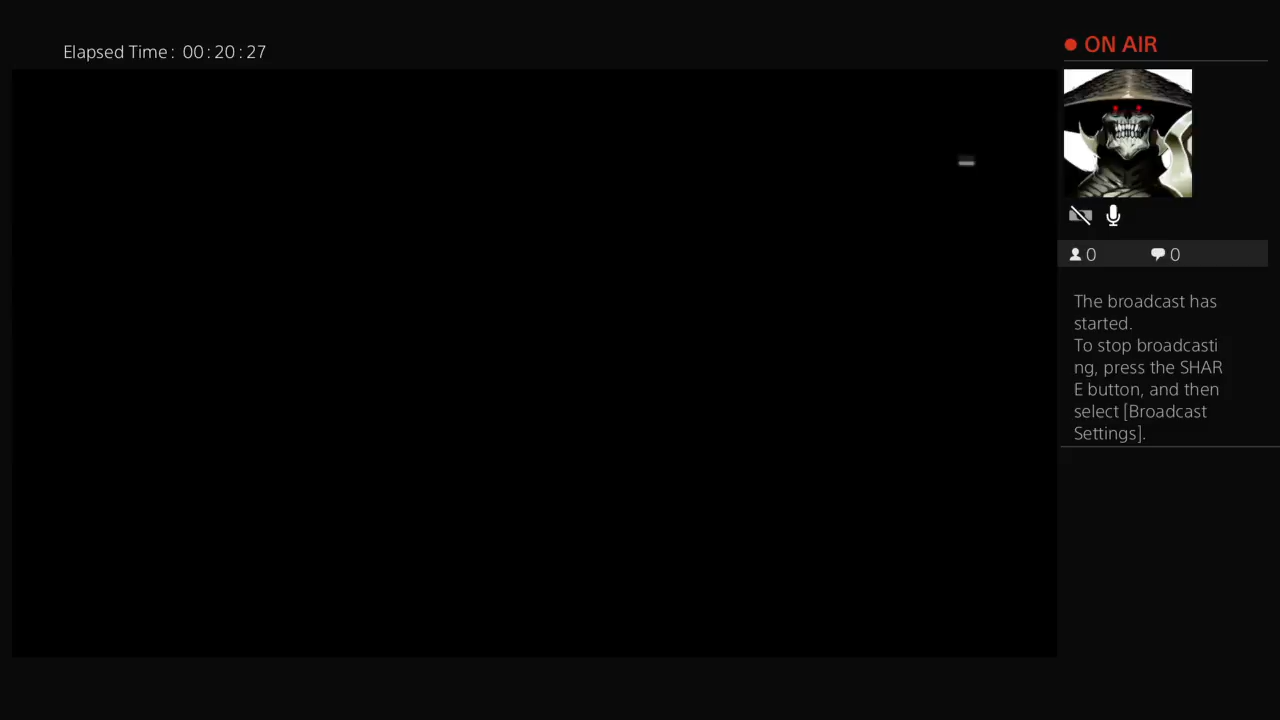 Elapsed Time: 00:20:27
ON AIR
0 0
The broadcast has
started.
To stop broadcasti
ng, press the SHAR
E button, and then
select [Broadcast
Settings].